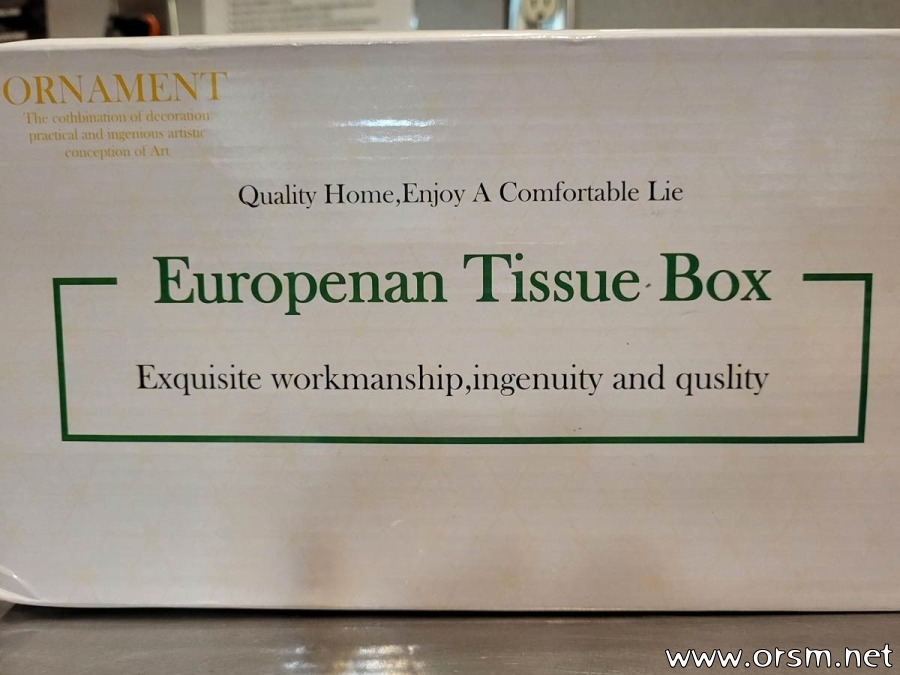 ORNAMENT
The cothbination of decoration
practical and ingenious artistic
conception of Art
Quality Home,Enjoy A Comfortable Lie
Europenan Tissue Box
Exquisite workmanship,ingenuity and quslity
www.orsm.net